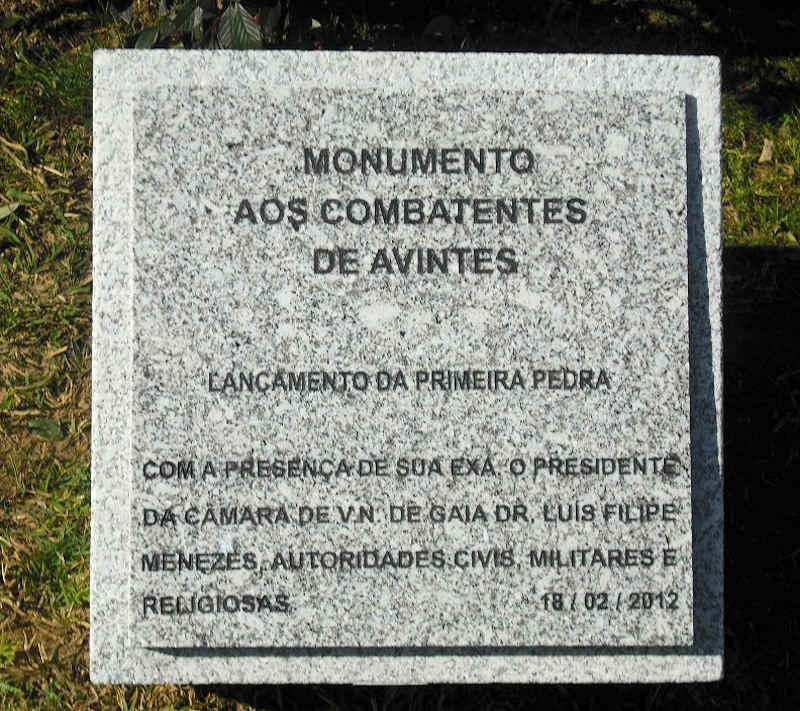 MONUMENTO
AOS COMBATENTES
DE AVINTES
LANÇAMENTO DA PRIMEIRA PEDRA
COM A PRESENÇA DE SUA EXA. O PRESIDENTE
DA CÂMARA DE V.N. DE GAIA DR. LUÍS FILIPE
MENEZES, AUTORIDADES CIVIS, MILITARES E
RELIGIOSAS 18 / 02 / 2012